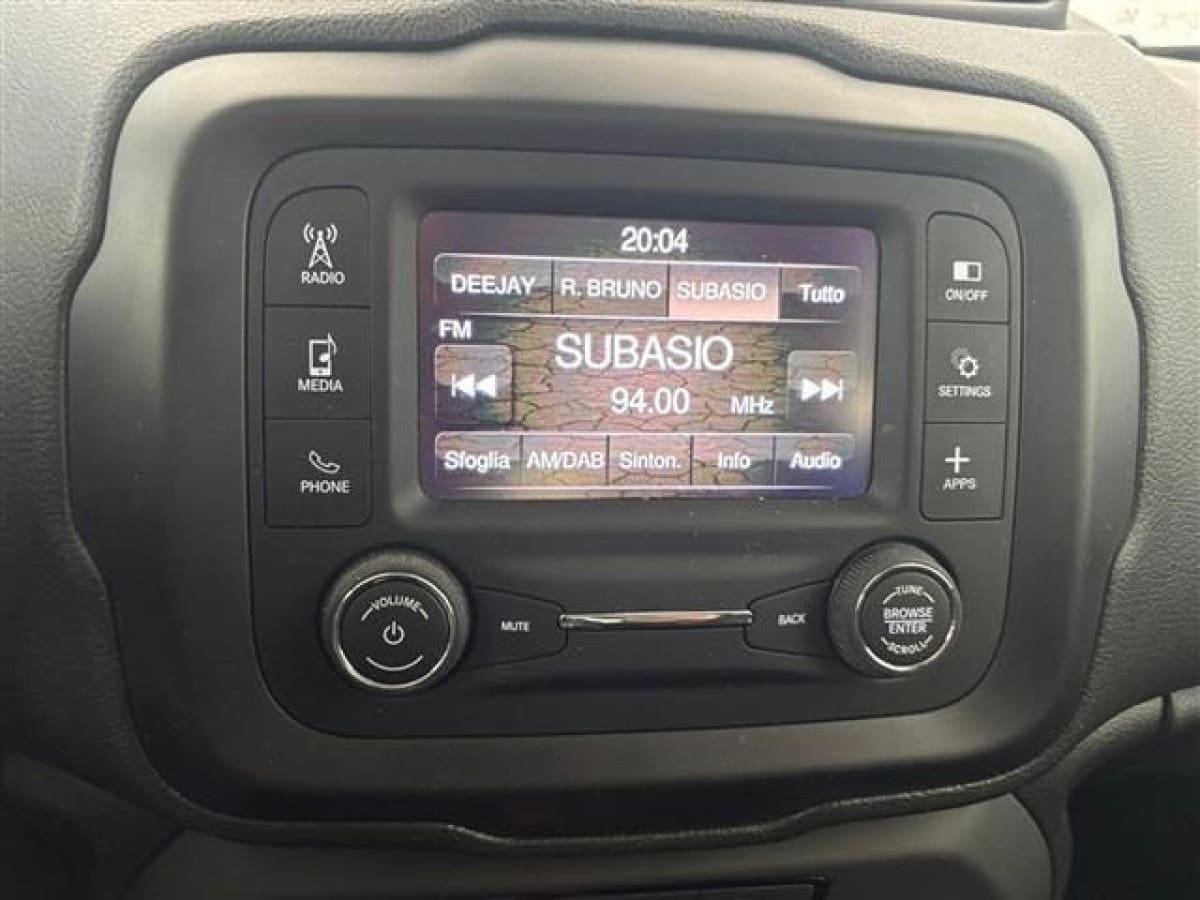 20:04
DEEJAY R. BRUNO SUBASIO Tutto
FM
SUBASIO
94.00 MHz
Sfoglia AM/DAB Sinton. Info Audio
RADIO
MEDIA
PHONE
ON/OFF
SETTINGS
APPS
VOLUME
MUTE
BACK
TUNE
BROWSE
ENTER
SCROLL